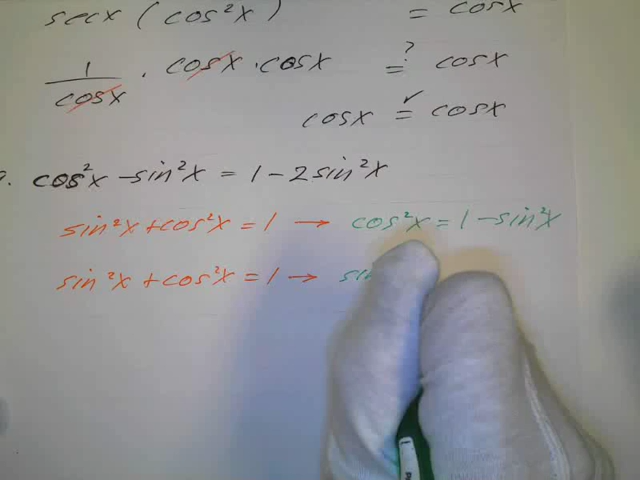 secx (cos²x) = cosx
1/cosx · cosx · cosx ?= cosx
cosx = cosx
cos²x - sin²x = 1 - 2sin²x
sin²x + cos²x = 1 → cos²x = 1 - sin²x
sin²x + cos²x = 1 → sin